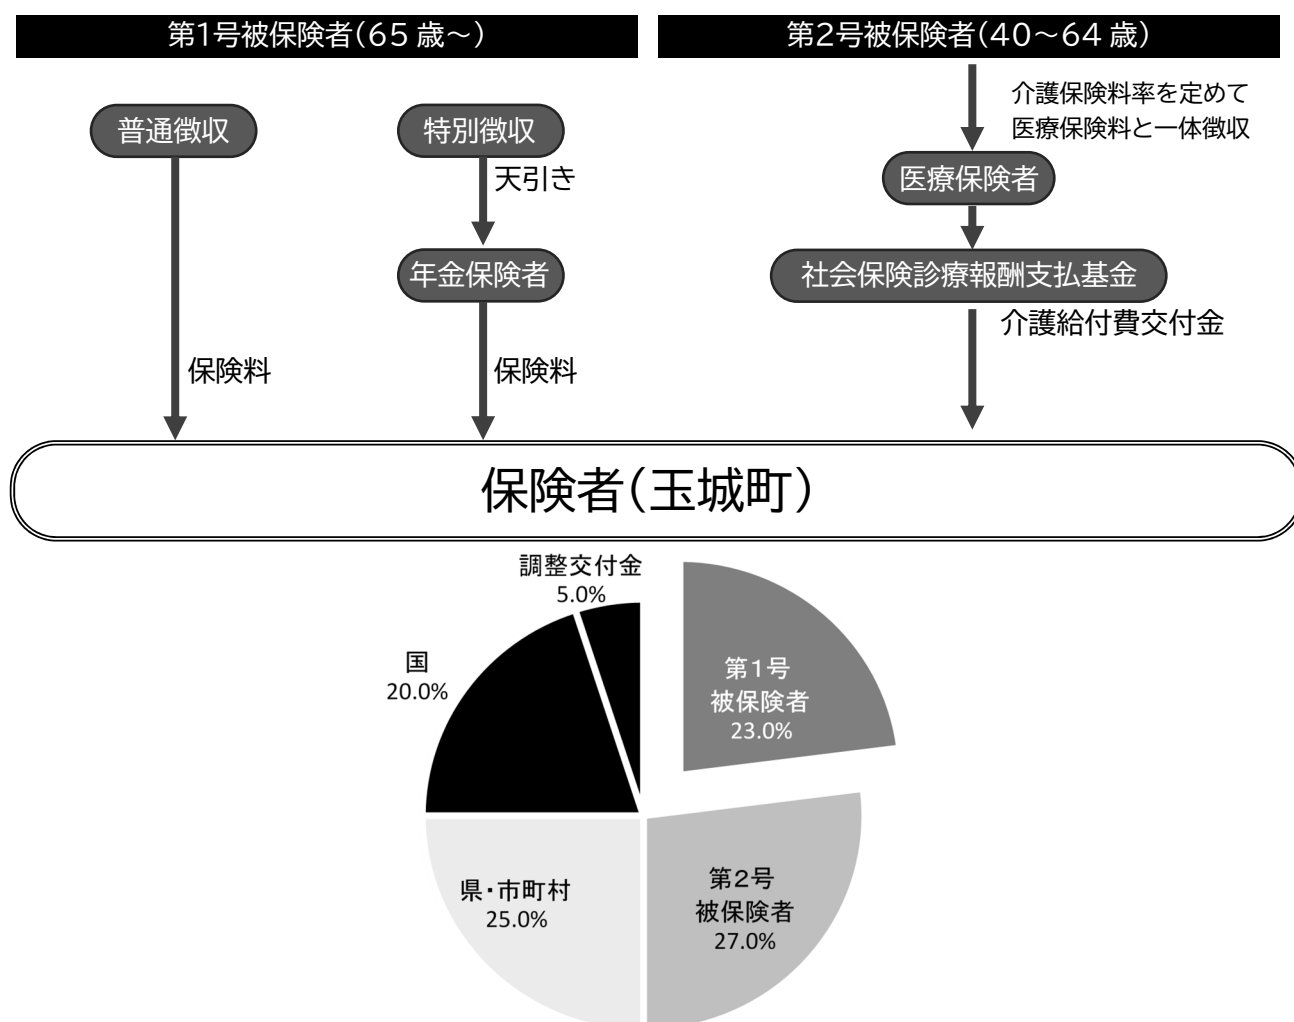 第1号被保険者(65 歳～)
第2号被保険者(40～64 歳)
普通徴収
特別徴収
天引き
年金保険者
保険料
保険料
介護保険料率を定めて
医療保険料と一体徴収
医療保険者
社会保険診療報酬支払基金
介護給付費交付金
保険者(玉城町)
調整交付金
5.0%
国
20.0%
第1号
被保険者
23.0%
県・市町村
25.0%
第2号
被保険者
27.0%